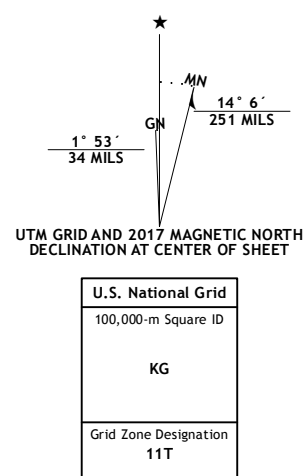 MN
GN
14° 6´
251 MILS
1° 53´
34 MILS
UTM GRID AND 2017 MAGNETIC NORTH
DECLINATION AT CENTER OF SHEET
U.S. National Grid
100,000-m Square ID
KG
Grid Zone Designation
11T